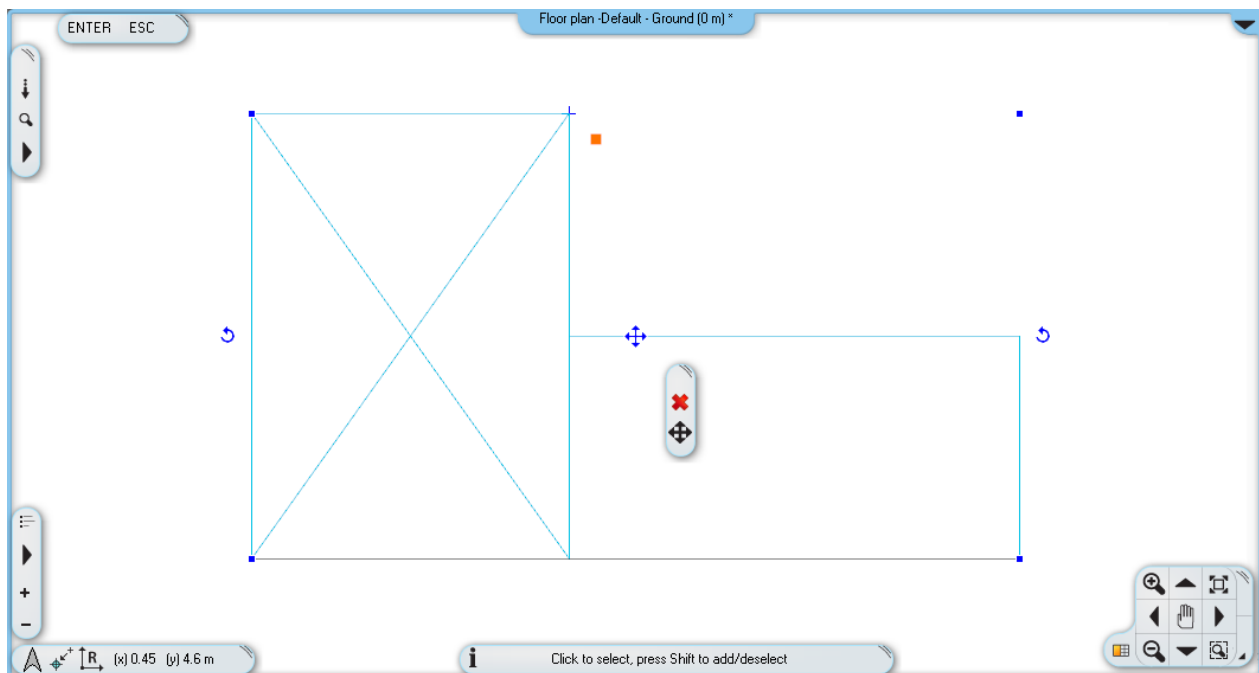 Floor plan -Default - Ground (0 m) *
ENTER ESC
R (x) 0.45 (y) 4.6 m
i Click to select, press Shift to add/deselect